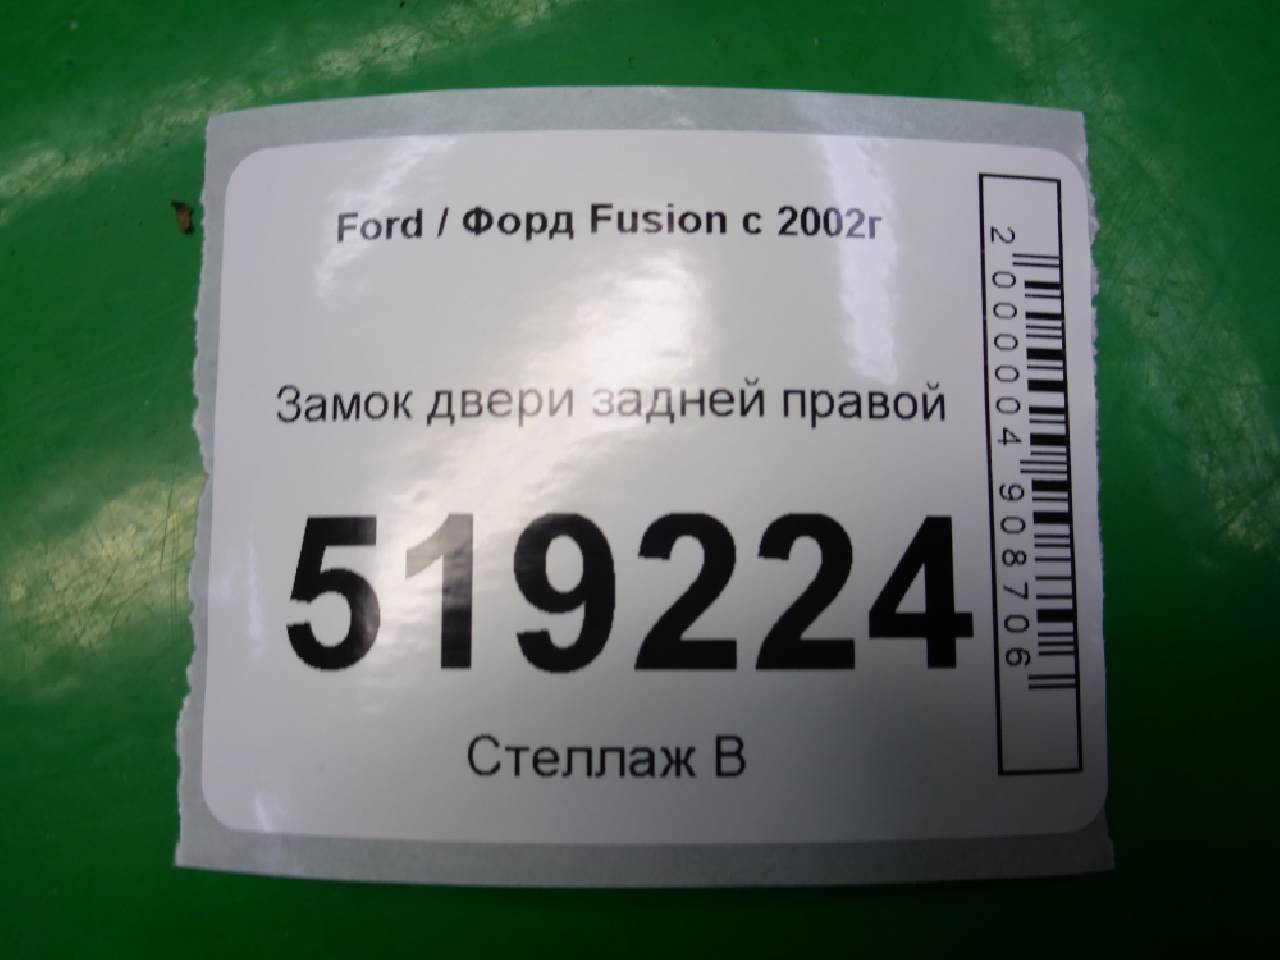 Ford / Форд Fusion с 2002г
Замок двери задней правой
519224
Стеллаж В
2000004908706